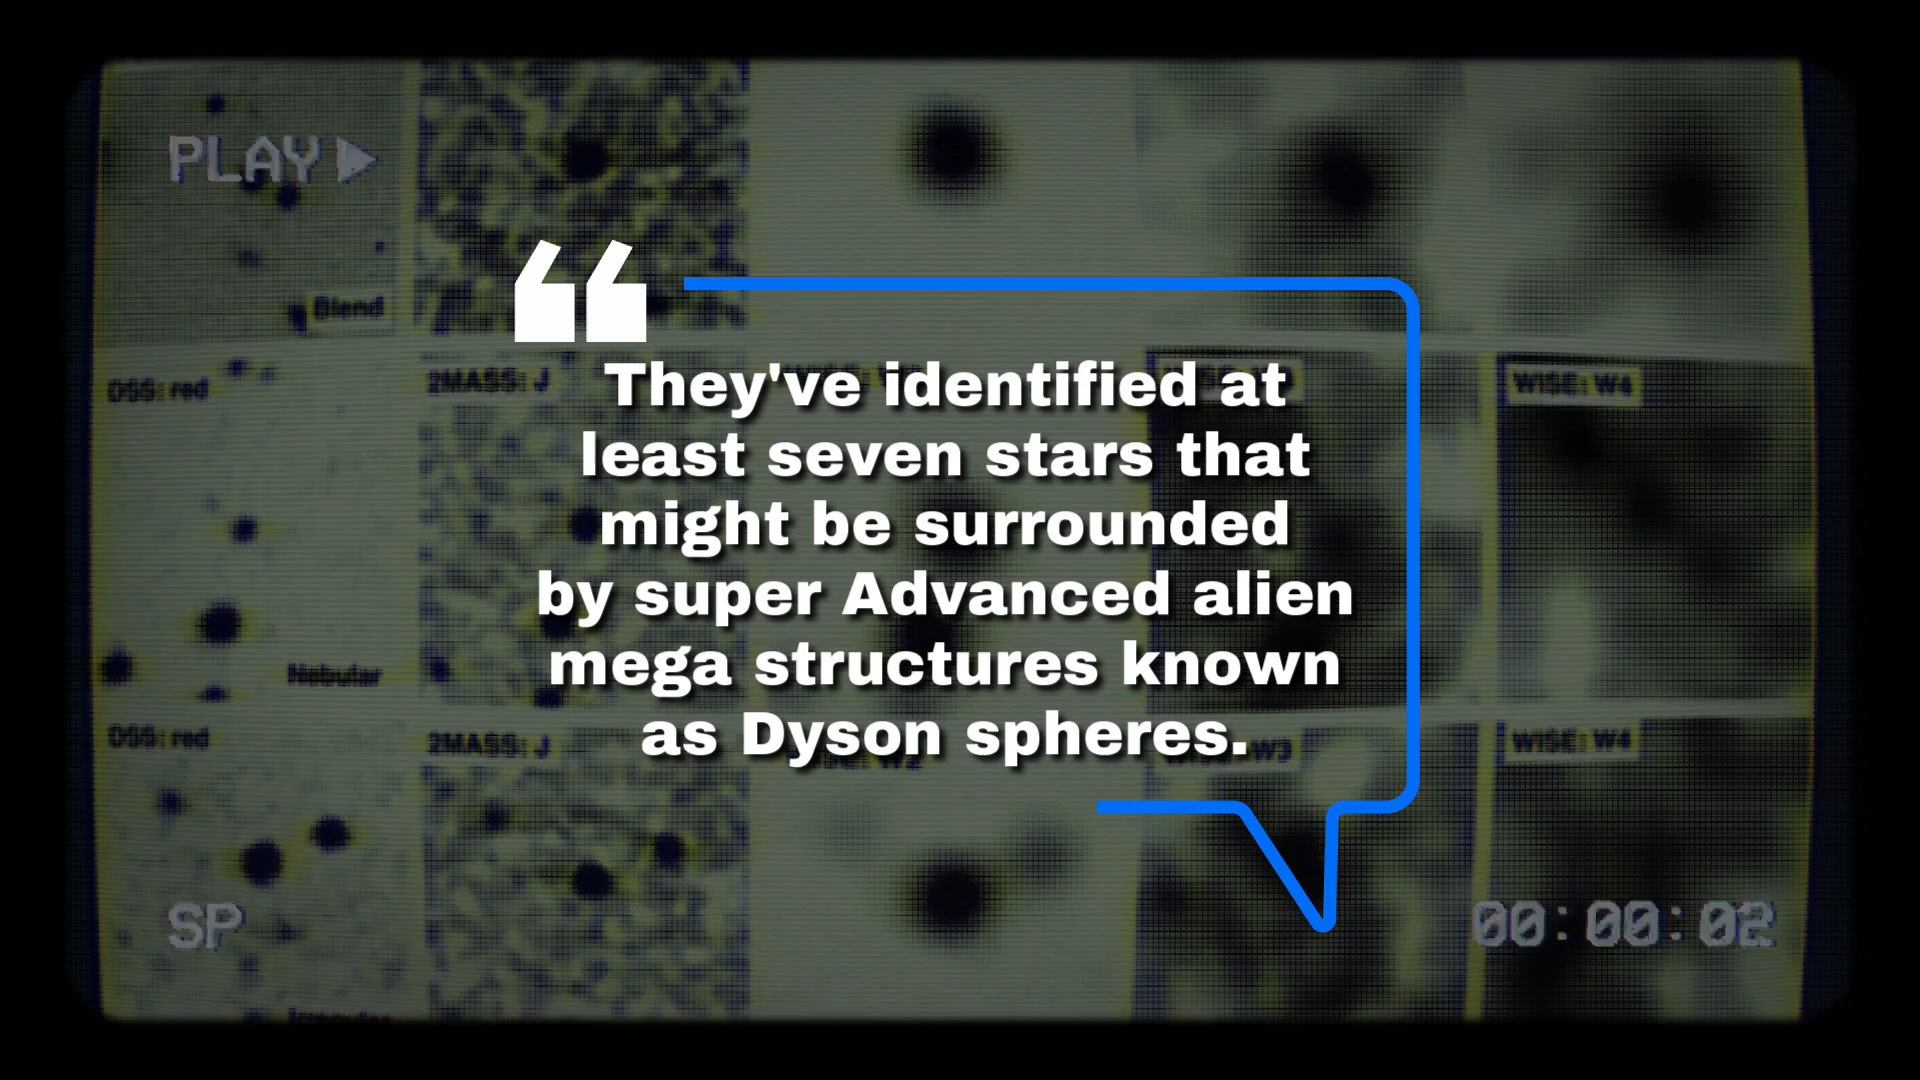 PLAY
Blend
DSS: red
2MASS: J
WISE: W4
They've identified at
least seven stars that
might be surrounded
by super Advanced alien
mega structures known
as Dyson spheres.
Nebular
DSS: red
2MASS: J
W2
W3
WISE: W4
SP
00:00:02